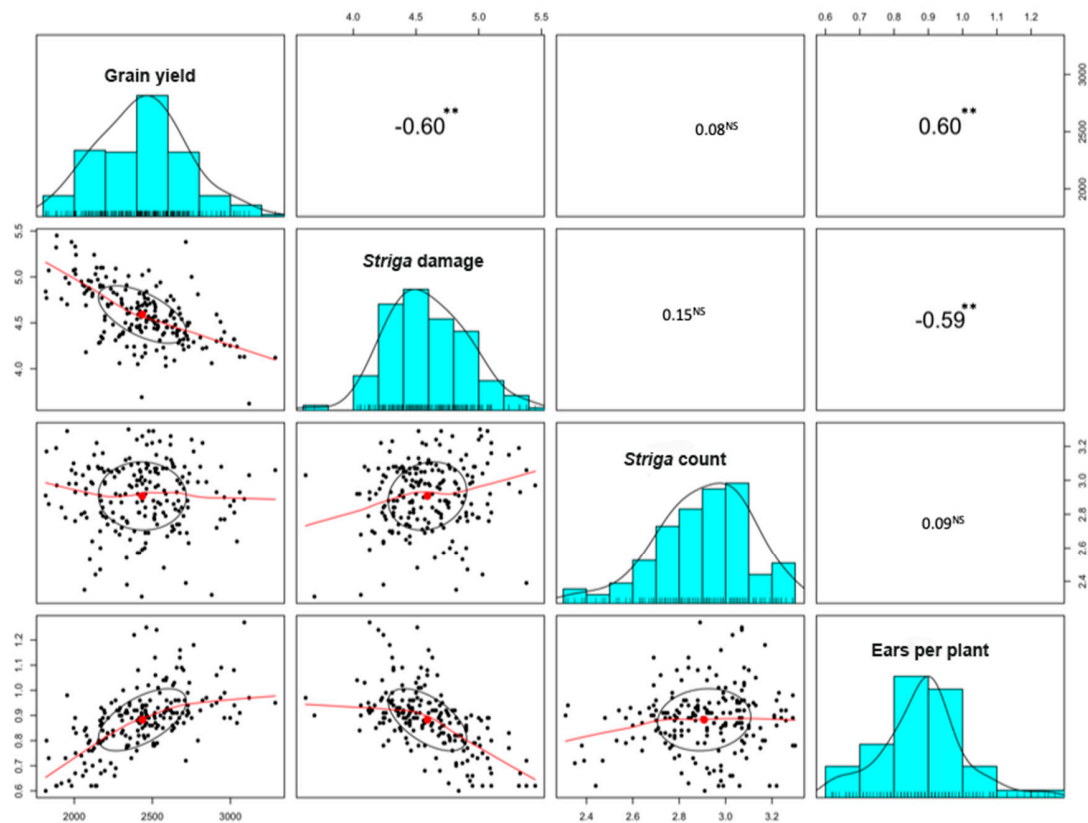 4.0 4.5 5.0 5.5
0.6 0.7 0.8 0.9 1.0 1.1 1.2
Grain yield
-0.60**
0.08NS
0.60**
2000 2500 3000
4.0 4.5 5.0 5.5
Striga damage
0.15NS
-0.59**
Striga count
0.09NS
2.4 2.6 2.8 3.0 3.2
0.6 0.7 0.8 0.9 1.0 1.1 1.2
Ears per plant
2000 2500 3000
2.4 2.6 2.8 3.0 3.2